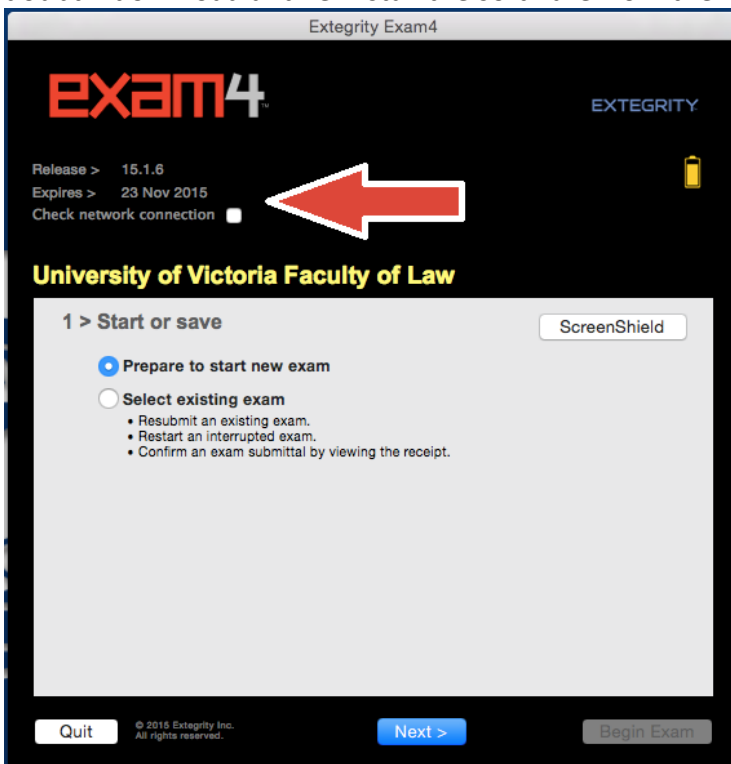 Extegrity Exam4
exam4
EXTEGRITY
Release > 15.1.6
Expires > 23 Nov 2015
Check network connection
University of Victoria Faculty of Law
1 > Start or save
ScreenShield
Prepare to start new exam
Select existing exam
• Resubmit an existing exam.
• Restart an interrupted exam.
• Confirm an exam submittal by viewing the receipt.
Quit
© 2015 Extegrity Inc.
All rights reserved.
Next >
Begin Exam